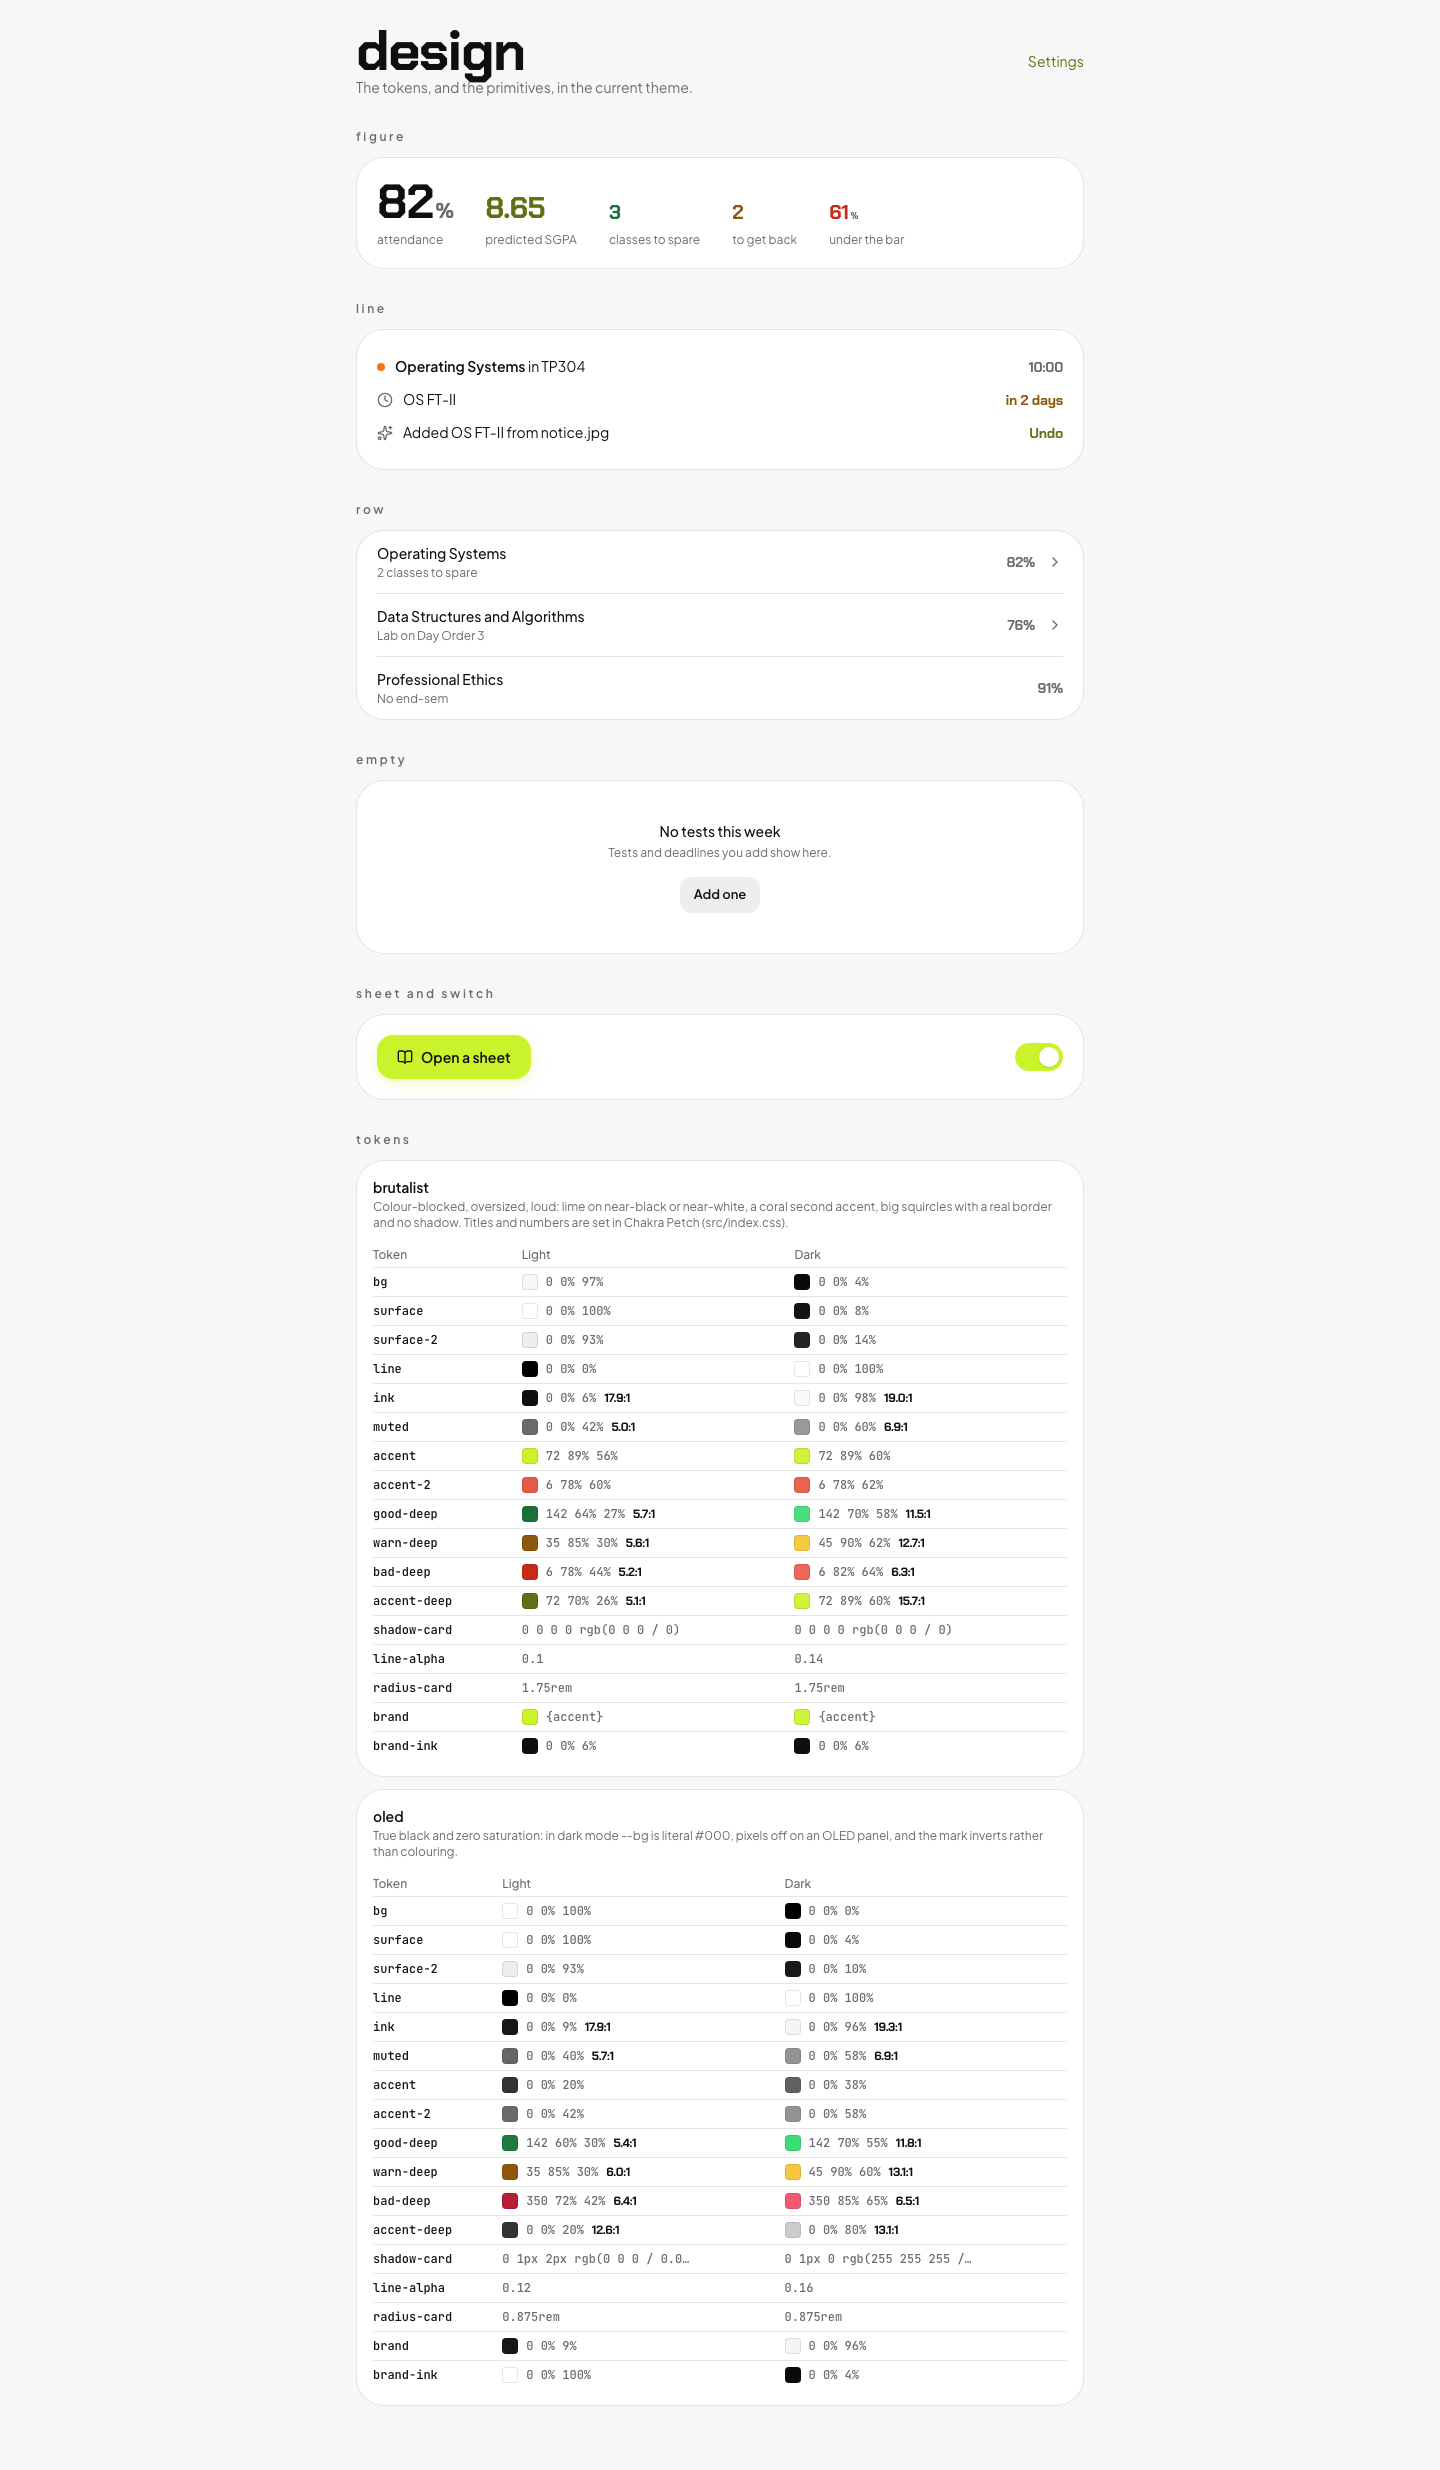 design
Settings
The tokens, and the primitives, in the current theme.
figure
82% 8.65 3 2 61%
attendance predicted SGPA classes to spare to get back under the bar
line
Operating Systems in TP304 10:00
OS FT-II in 2 days
Added OS FT-II from notice.jpg Undo
row
Operating Systems
2 classes to spare
82%
Data Structures and Algorithms
Lab on Day Order 3
76%
Professional Ethics
No end-sem
91%
empty
No tests this week
Tests and deadlines you add show here.
Add one
sheet and switch
Open a sheet
tokens
brutalist
Colour-blocked, oversized, loud: lime on near-black or near-white, a coral second accent, big squircles with a real border
and no shadow. Titles and numbers are set in Chakra Petch (src/index.css).
Token Light Dark
bg 0 0% 97% 0 0% 4%
surface 0 0% 100% 0 0% 8%
surface-2 0 0% 93% 0 0% 14%
line 0 0% 0% 0 0% 100%
ink 0 0% 6% 17.9:1 0 0% 98% 19.0:1
muted 0 0% 42% 5.0:1 0 0% 60% 6.9:1
accent 72 89% 56% 72 89% 60%
accent-2 6 78% 60% 6 78% 62%
good-deep 142 64% 27% 5.7:1 142 70% 58% 11.5:1
warn-deep 35 85% 30% 5.6:1 45 90% 62% 12.7:1
bad-deep 6 78% 44% 5.2:1 6 82% 64% 6.3:1
accent-deep 72 70% 26% 5.1:1 72 89% 60% 15.7:1
shadow-card 0 0 0 0 rgb(0 0 0 / 0) 0 0 0 0 rgb(0 0 0 / 0)
line-alpha 0.1 0.14
radius-card 1.75rem 1.75rem
brand {accent} {accent}
brand-ink 0 0% 6% 0 0% 6%
oled
True black and zero saturation: in dark mode --bg is literal #000, pixels off on an OLED panel, and the mark inverts rather
than colouring.
Token Light Dark
bg 0 0% 100% 0 0% 0%
surface 0 0% 100% 0 0% 4%
surface-2 0 0% 93% 0 0% 10%
line 0 0% 0% 0 0% 100%
ink 0 0% 9% 17.9:1 0 0% 96% 19.3:1
muted 0 0% 40% 5.7:1 0 0% 58% 6.9:1
accent 0 0% 20% 0 0% 38%
accent-2 0 0% 42% 0 0% 58%
good-deep 142 60% 30% 5.4:1 142 70% 55% 11.8:1
warn-deep 35 85% 30% 6.0:1 45 90% 60% 13.1:1
bad-deep 350 72% 42% 6.4:1 350 85% 65% 6.5:1
accent-deep 0 0% 20% 12.6:1 0 0% 80% 13.1:1
shadow-card 0 1px 2px rgb(0 0 0 / 0.0… 0 1px 0 rgb(255 255 255 /…
line-alpha 0.12 0.16
radius-card 0.875rem 0.875rem
brand 0 0% 9% 0 0% 96%
brand-ink 0 0% 100% 0 0% 4%